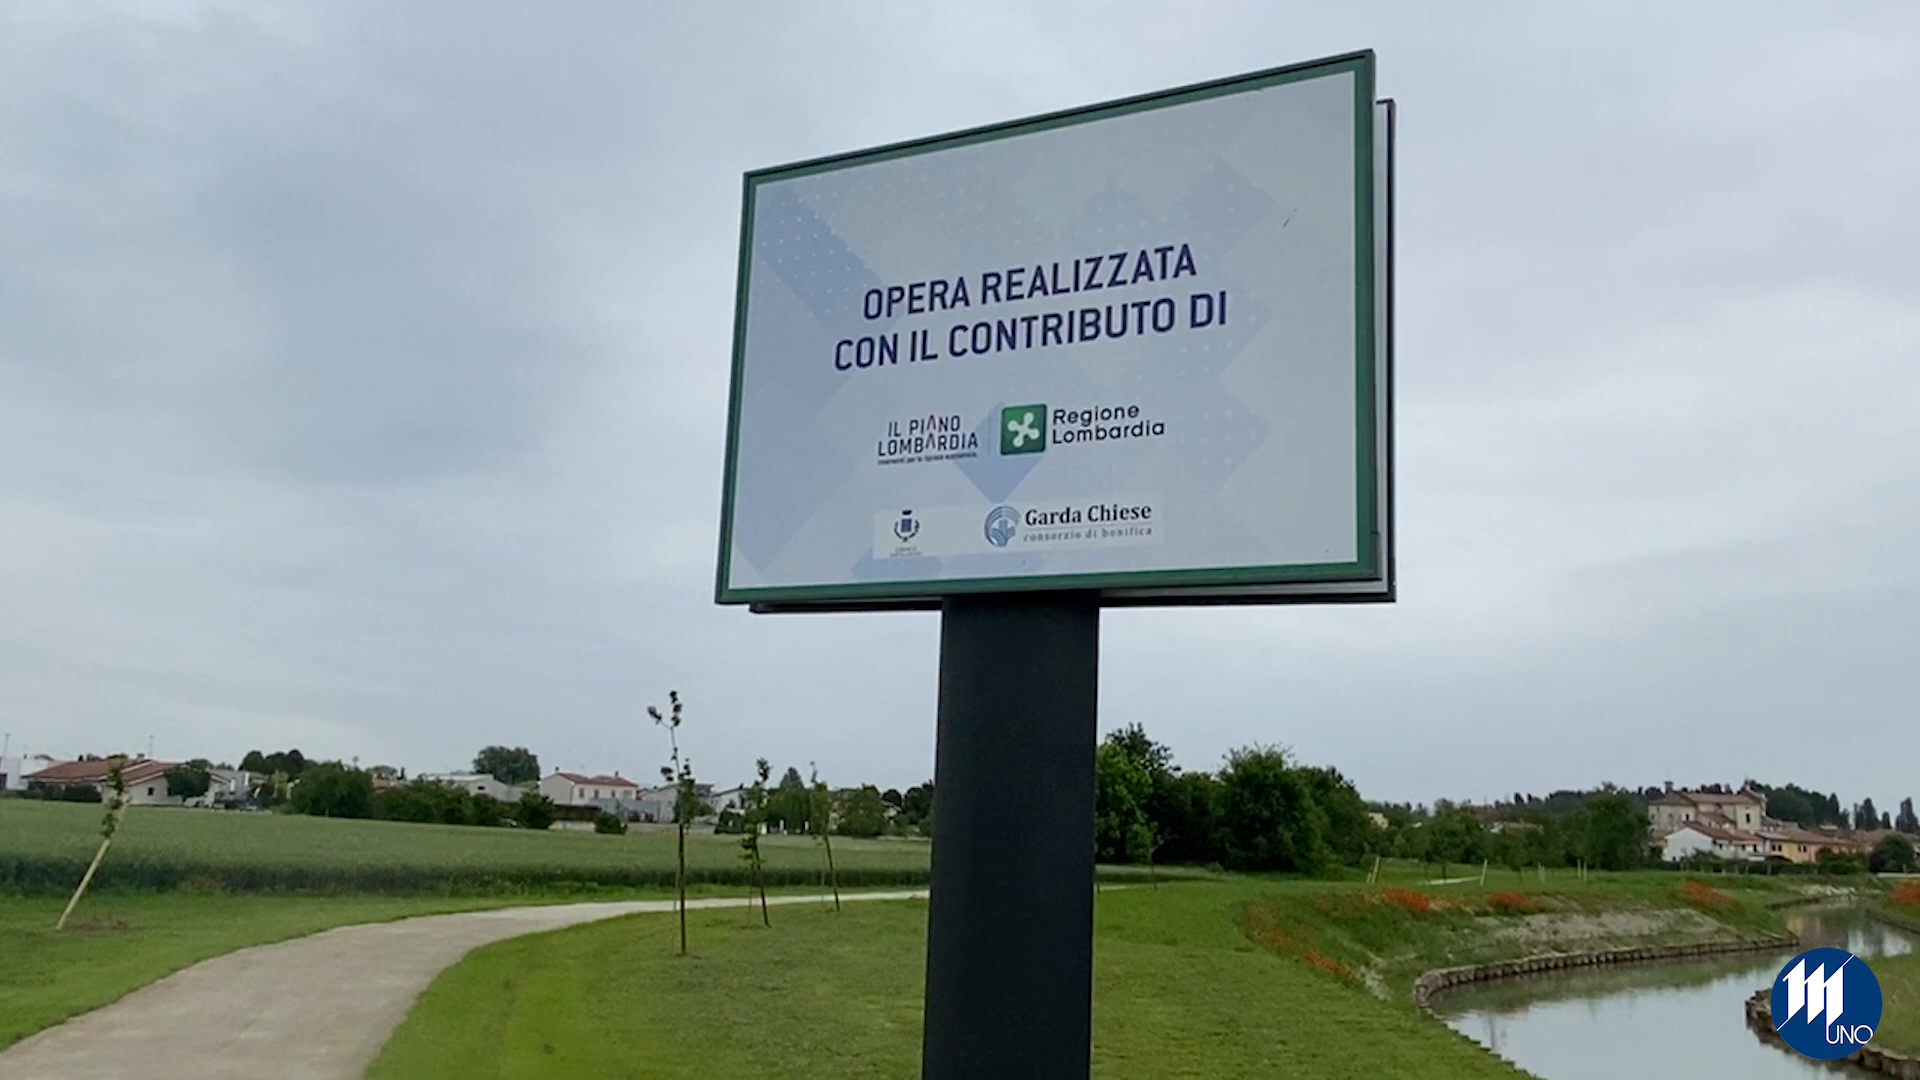 OPERA REALIZZATA
CON IL CONTRIBUTO DI
IL PIANO
LOMBARDIA
Regione
Lombardia
Garda Chiese
consorzio di bonifica
M
UNO